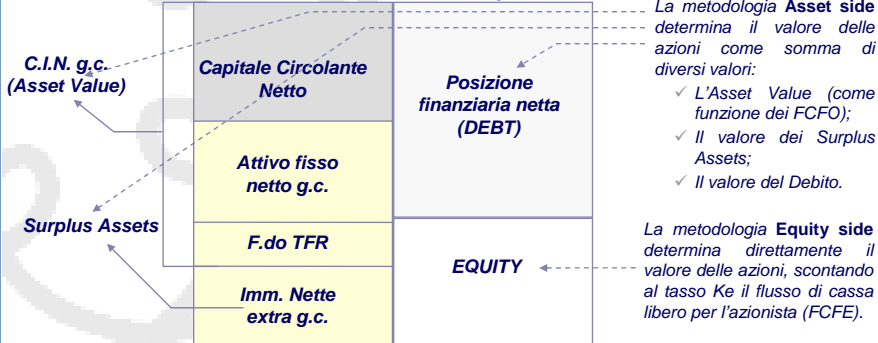 C.I.N. g.c.
(Asset Value)
Surplus Assets
Capitale Circolante
Netto
Attivo fisso
netto g.c.
F.do TFR
Imm. Nette
extra g.c.
Posizione
finanziaria netta
(DEBT)
EQUITY
La metodologia Asset side
determina il valore delle
azioni come somma di
diversi valori:
✓ L'Asset Value (come
funzione dei FCFO);
✓ Il valore dei Surplus
Assets;
✓ Il valore del Debito.
La metodologia Equity side
determina direttamente il
valore delle azioni, scontando
al tasso Ke il flusso di cassa
libero per l'azionista (FCFE).